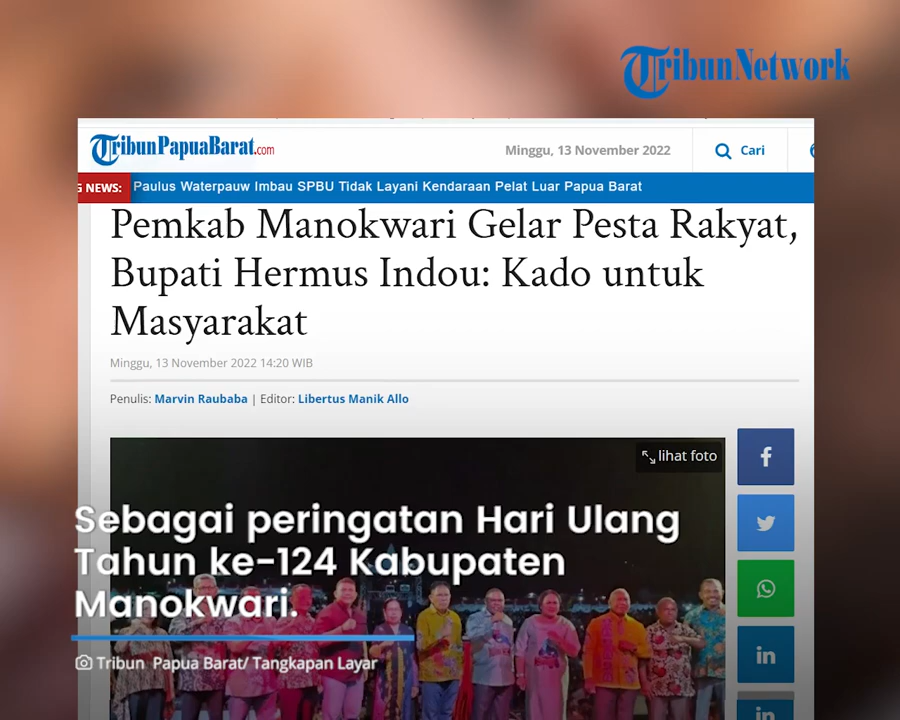 TribunNetwork
TribunPapuaBarat.com
Minggu, 13 November 2022
Cari
G NEWS:
Paulus Waterpauw Imbau SPBU Tidak Layani Kendaraan Pelat Luar Papua Barat
Pemkab Manokwari Gelar Pesta Rakyat,
Bupati Hermus Indou: Kado untuk
Masyarakat
Minggu, 13 November 2022 14:20 WIB
Penulis: Marvin Raubaba | Editor: Libertus Manik Allo
lihat foto
Sebagai peringatan Hari Ulang
Tahun ke-124 Kabupaten
Manokwari.
Tribun Papua Barat/ Tangkapan Layar